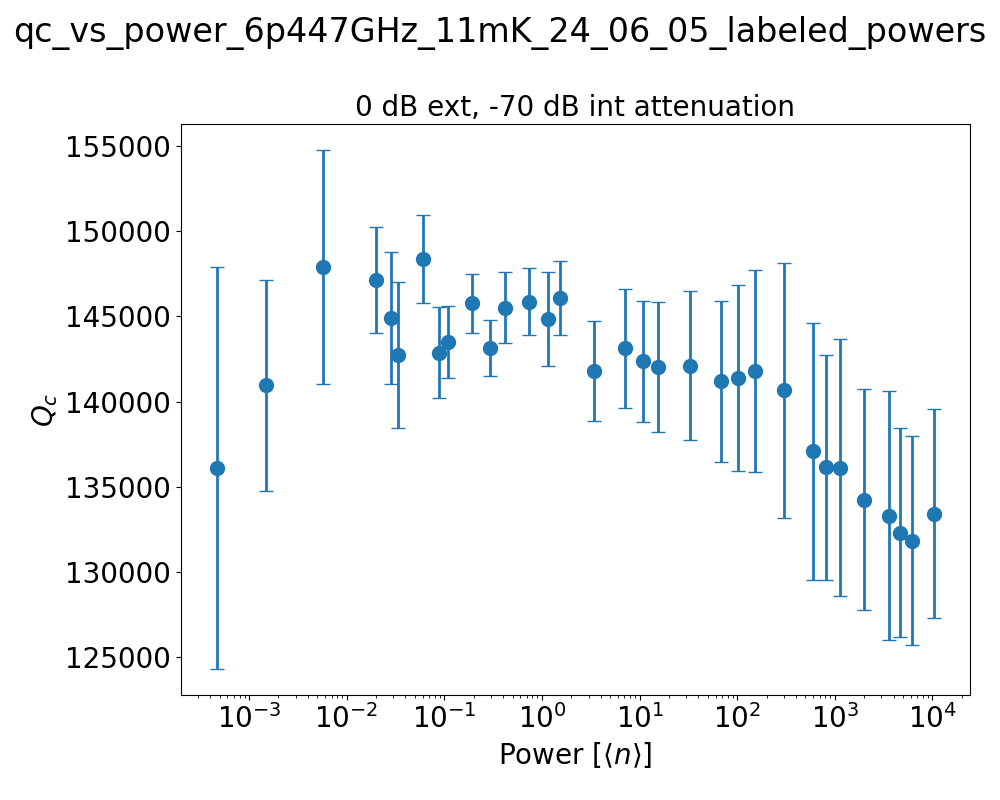 qc_vs_power_6p447GHz_11mK_24_06_05_labeled_powers
0 dB ext, -70 dB int attenuation
155000
150000
145000
140000
135000
130000
125000
Q_c
10^{-3} 10^{-2} 10^{-1} 10^{0} 10^{1} 10^{2} 10^{3} 10^{4}
Power [⟨n⟩]